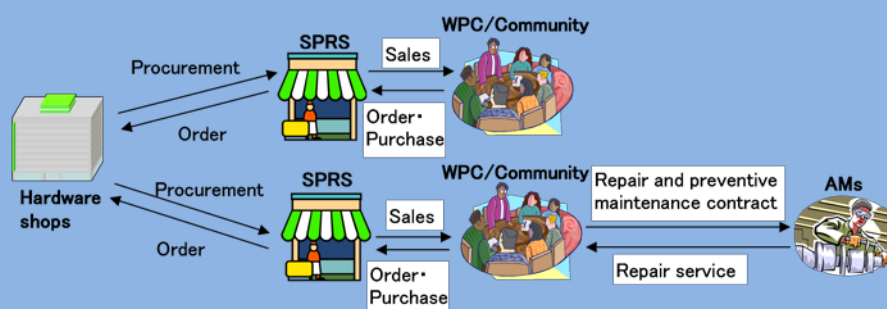 WPC/Community
SPRS
Sales
Procurement
Order
Order・
Purchase
Hardware
shops
WPC/Community
SPRS
Procurement
Sales
Order
Order・
Purchase
Repair and preventive
maintenance contract
AMs
Repair service